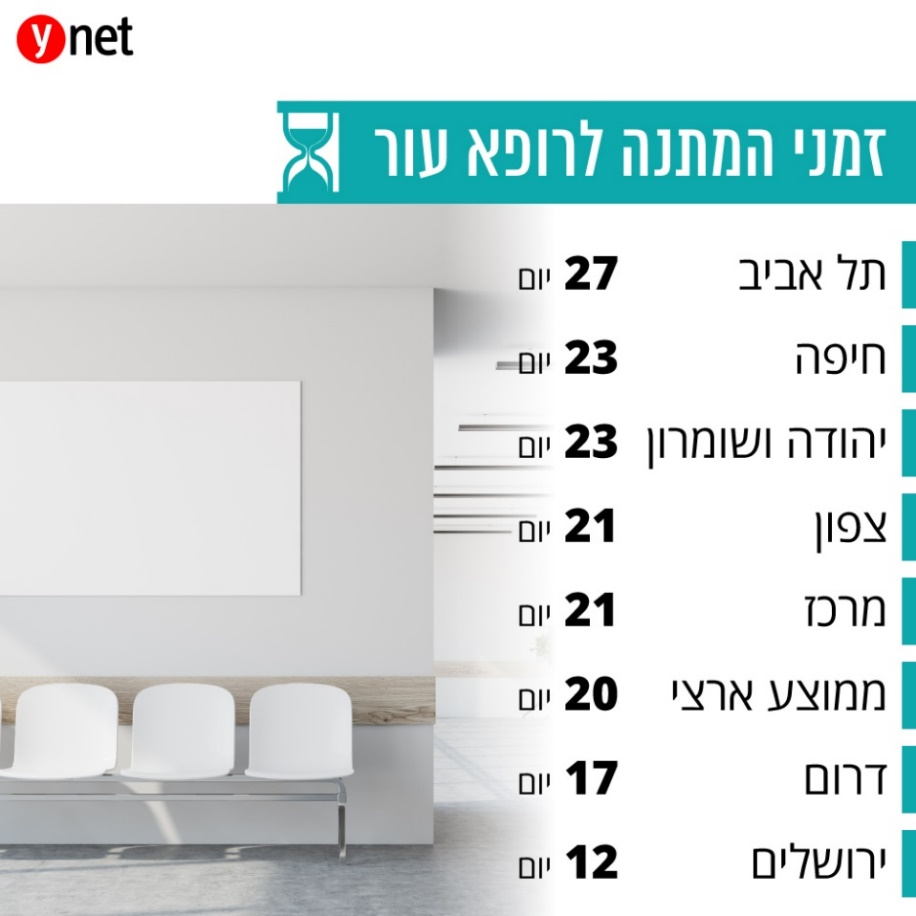 ynet
זמני המתנה לרופא עור
תל אביב 27 יום
חיפה 23 יום
יהודה ושומרון 23 יום
צפון 21 יום
מרכז 21 יום
ממוצע ארצי 20 יום
דרום 17 יום
ירושלים 12 יום